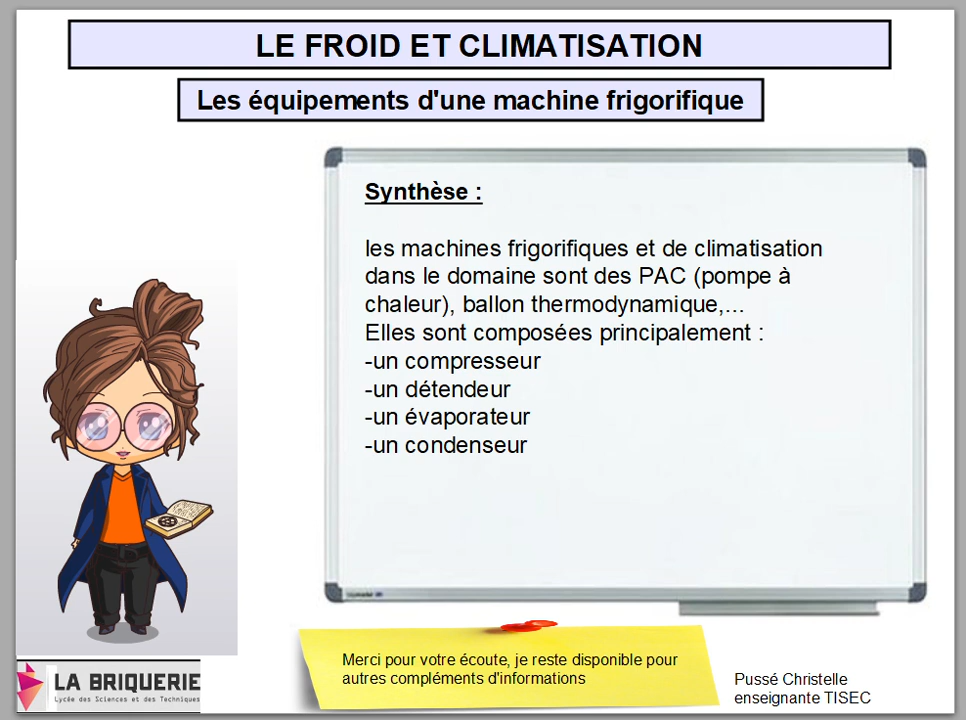 LE FROID ET CLIMATISATION
Les équipements d'une machine frigorifique
Synthèse :
les machines frigorifiques et de climatisation
dans le domaine sont des PAC (pompe à
chaleur), ballon thermodynamique,...
Elles sont composées principalement :
-un compresseur
-un détendeur
-un évaporateur
-un condenseur
Merci pour votre écoute, je reste disponible pour
autres compléments d'informations
LA BRIQUERIE
Lycée des Sciences et des Techniques
Pussé Christelle
enseignante TISEC